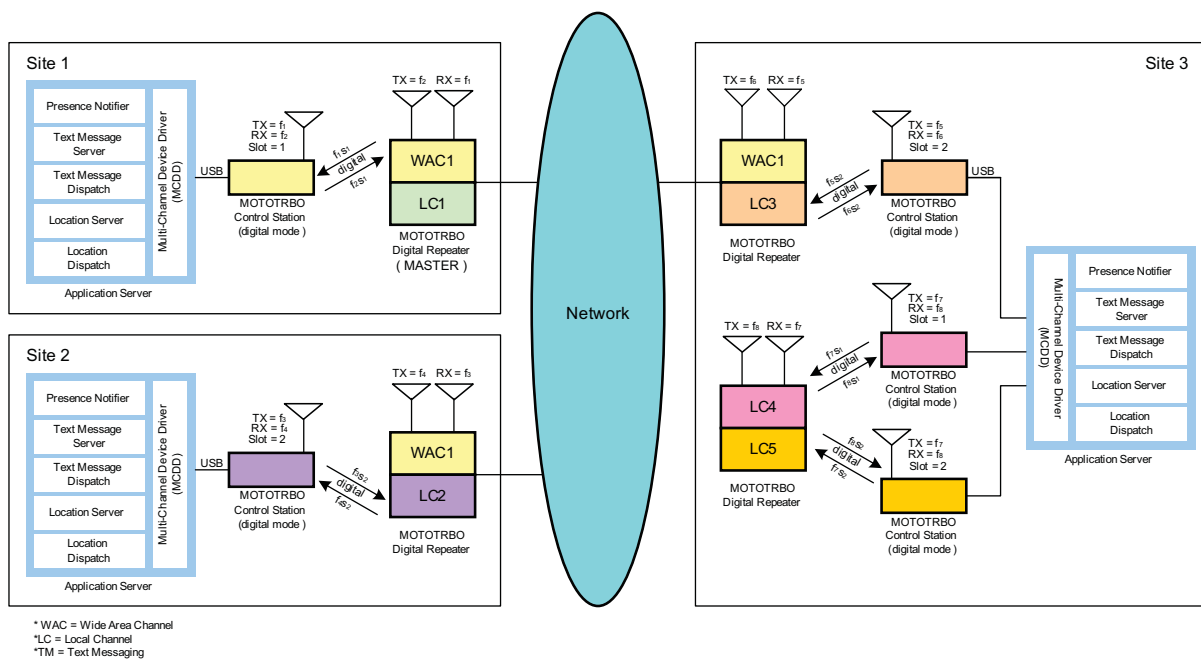 Site 1
Presence Notifier
Text Message
Server
Text Message
Dispatch
Location Server
Location
Dispatch
Multi-Channel Device Driver
(MCDD)
Application Server
USB
TX = f₁
RX = f₂
Slot = 1
MOTOTRBO
Control Station
(digital mode )
f₁s₁
digital
f₂s₁
TX = f₂
RX = f₁
WAC1
LC1
MOTOTRBO
Digital Repeater
( MASTER )
Site 2
Presence Notifier
Text Message
Server
Text Message
Dispatch
Location Server
Location
Dispatch
Multi-Channel Device Driver
(MCDD)
Application Server
USB
TX = f₃
RX = f₄
Slot = 2
MOTOTRBO
Control Station
(digital mode )
f₃s₂
digital
f₄s₂
TX = f₄
RX = f₃
WAC1
LC2
MOTOTRBO
Digital Repeater
Network
Site 3
TX = f₆
RX = f₅
WAC1
LC3
MOTOTRBO
Digital Repeater
f₅s₂
digital
f₆s₂
TX = f₅
RX = f₆
Slot = 2
USB
MOTOTRBO
Control Station
(digital mode )
TX = f₈
RX = f₇
LC4
LC5
MOTOTRBO
Digital Repeater
f₇s₁
digital
f₈s₁
TX = f₇
RX = f₈
Slot = 1
MOTOTRBO
Control Station
(digital mode )
f₈s₂
digital
f₇s₂
TX = f₇
RX = f₈
Slot = 2
MOTOTRBO
Control Station
(digital mode )
Multi-Channel Device Driver
(MCDD)
Presence Notifier
Text Message
Server
Text Message
Dispatch
Location Server
Location
Dispatch
Application Server
* WAC = Wide Area Channel
*LC = Local Channel
*TM = Text Messaging